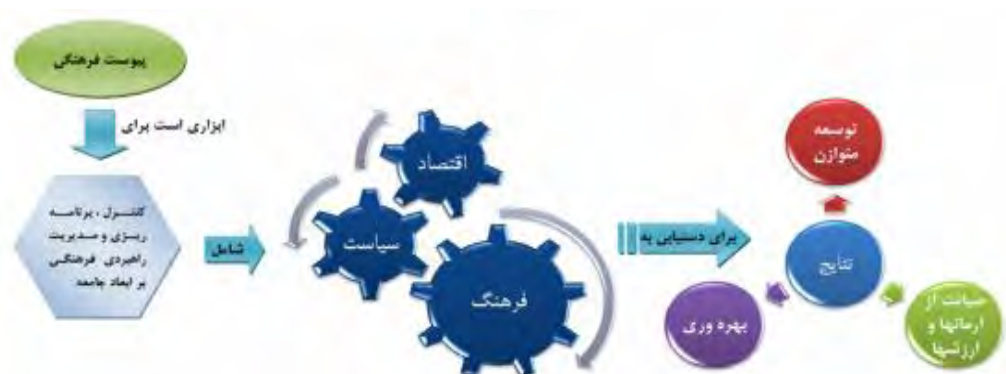 پیوست فرهنگی
ابزاری است برای
کنترل ، برنامه
ریزی و مدیریت
راهبردی فرهنگی
بر ابعاد جامعه
شامل
اقتصاد
سیاست
فرهنگ
برای دستیابی به
توسعه
متوازن
نتایج
بهره وری
صیانت از
آرمانها و
ارزشها